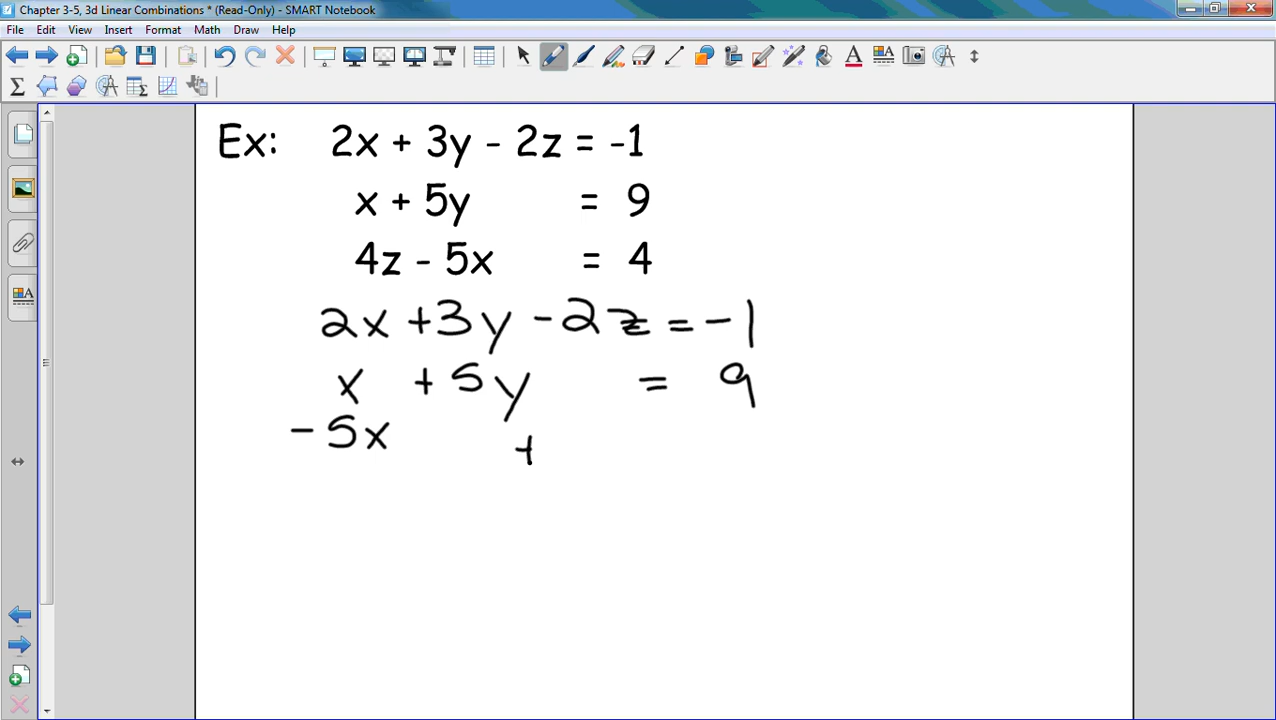 Chapter 3-5, 3d Linear Combinations * (Read-Only) - SMART Notebook
File Edit View Insert Format Math Draw Help
Ex: 2x + 3y - 2z = -1
x + 5y = 9
4z - 5x = 4
2x +3y -2z = -1
x + 5y = 9
-5x +